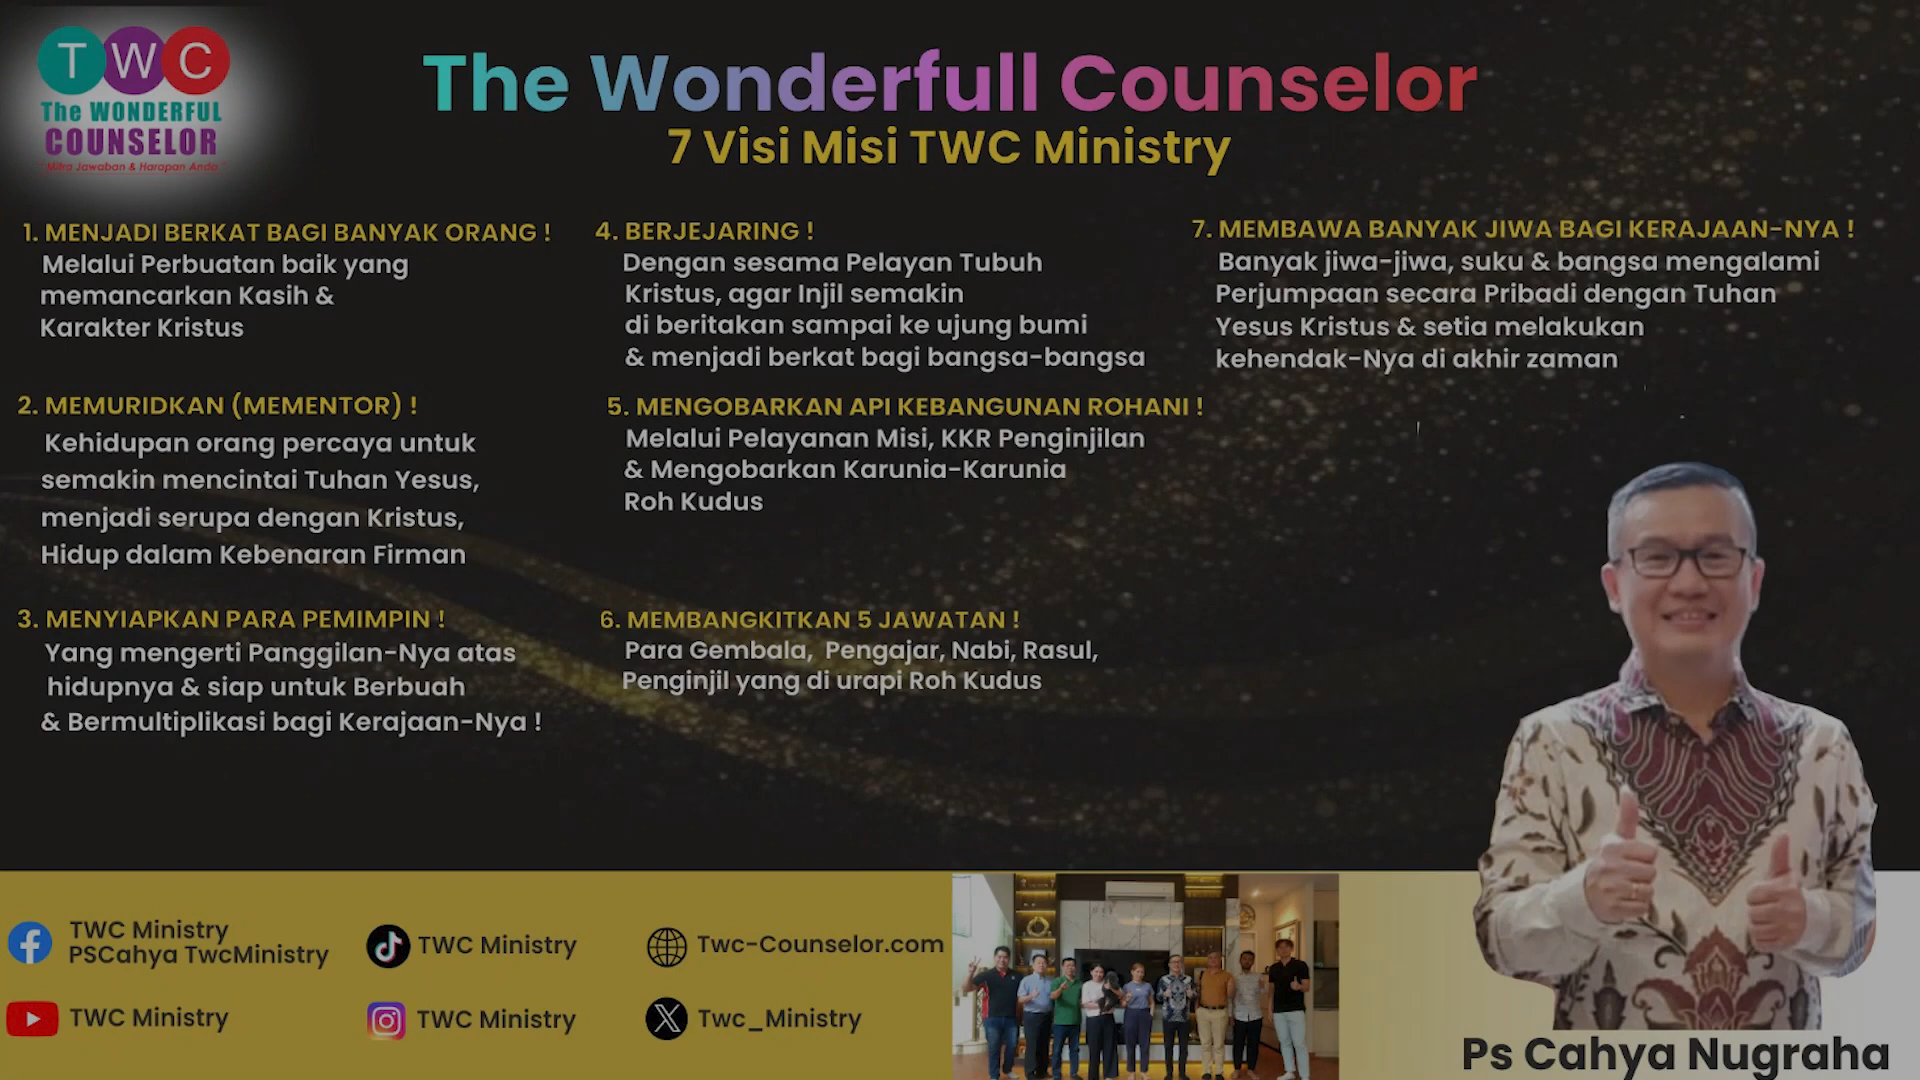 TWC
The WONDERFUL
COUNSELOR
Mitra Jawaban & Harapan Anda
The Wonderfull Counselor
7 Visi Misi TWC Ministry
1. MENJADI BERKAT BAGI BANYAK ORANG !
Melalui Perbuatan baik yang
memancarkan Kasih &
Karakter Kristus
2. MEMURIDKAN (MEMENTOR) !
Kehidupan orang percaya untuk
semakin mencintai Tuhan Yesus,
menjadi serupa dengan Kristus,
Hidup dalam Kebenaran Firman
3. MENYIAPKAN PARA PEMIMPIN !
Yang mengerti Panggilan-Nya atas
hidupnya & siap untuk Berbuah
& Bermultiplikasi bagi Kerajaan-Nya !
4. BERJEJARING !
Dengan sesama Pelayan Tubuh
Kristus, agar Injil semakin
di beritakan sampai ke ujung bumi
& menjadi berkat bagi bangsa-bangsa
5. MENGOBARKAN API KEBANGUNAN ROHANI !
Melalui Pelayanan Misi, KKR Penginjilan
& Mengobarkan Karunia-Karunia
Roh Kudus
6. MEMBANGKITKAN 5 JAWATAN !
Para Gembala, Pengajar, Nabi, Rasul,
Penginjil yang di urapi Roh Kudus
7. MEMBAWA BANYAK JIWA BAGI KERAJAAN-NYA !
Banyak jiwa-jiwa, suku & bangsa mengalami
Perjumpaan secara Pribadi dengan Tuhan
Yesus Kristus & setia melakukan
kehendak-Nya di akhir zaman
TWC Ministry
PSCahya TwcMinistry
TWC Ministry
Twc-Counselor.com
TWC Ministry
TWC Ministry
Twc_Ministry
Ps Cahya Nugraha